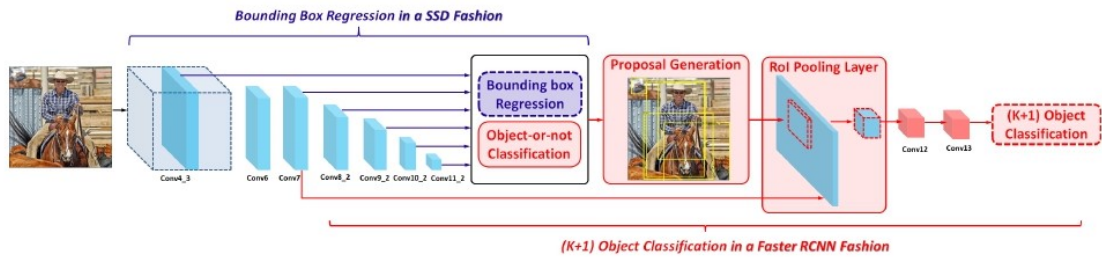 Bounding Box Regression in a SSD Fashion
Proposal Generation
RoI Pooling Layer
Bounding box
Regression
Object-or-not
Classification
(K+1) Object
Classification
Conv4_3
Conv6
Conv7
Conv8_2
Conv9_2
Conv10_2
Conv11_2
Conv12
Conv13
(K+1) Object Classification in a Faster RCNN Fashion